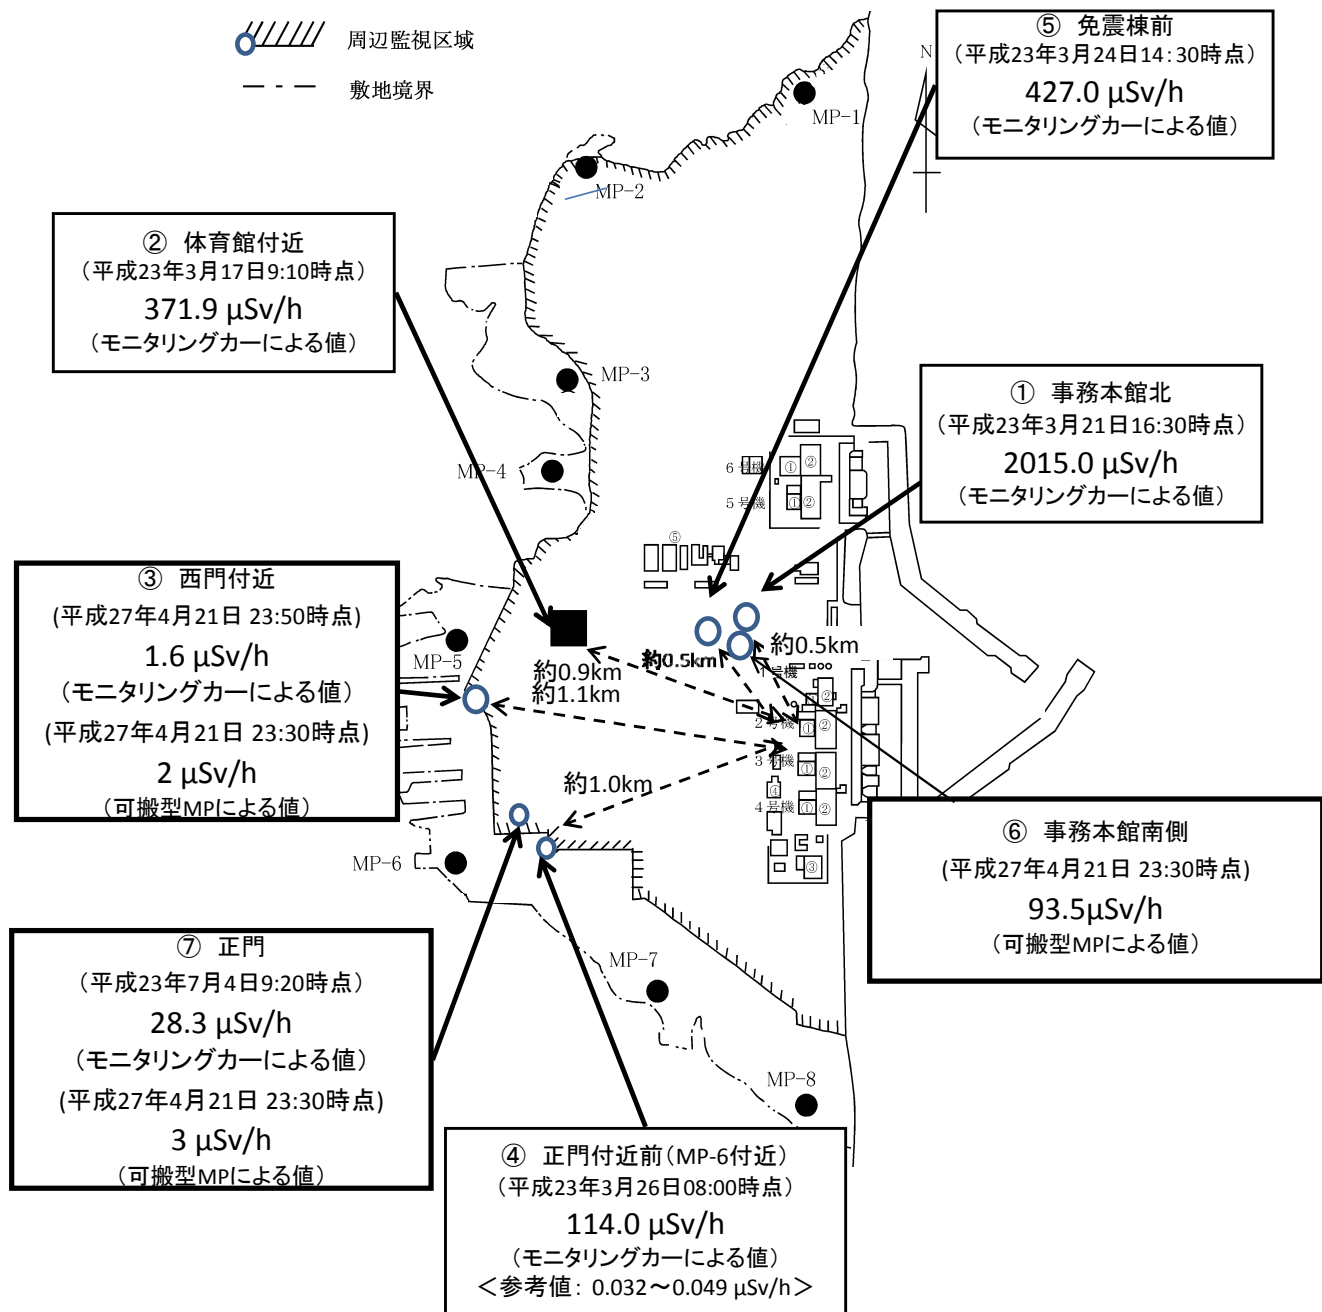 周辺監視区域
敷地境界
⑤ 免震棟前
（平成23年3月24日14:30時点）
427.0 μSv/h
（モニタリングカーによる値）
N
MP-1
MP-2
② 体育館付近
（平成23年3月17日9:10時点）
371.9 μSv/h
（モニタリングカーによる値）
MP-3
① 事務本館北
（平成23年3月21日16:30時点）
2015.0 μSv/h
（モニタリングカーによる値）
MP-4
6号機
① ②
5号機
① ②
⑤
③ 西門付近
(平成27年4月21日 23:50時点)
1.6 μSv/h
（モニタリングカーによる値）
(平成27年4月21日 23:30時点)
2 μSv/h
（可搬型MPによる値）
MP-5
約0.9km
約1.1km
約0.5km
約0.5km
1号機
②
2号機
① ②
3号機
① ②
④
4号機
① ②
③
約1.0km
MP-6
⑥ 事務本館南側
(平成27年4月21日 23:30時点)
93.5μSv/h
（可搬型MPによる値）
⑦ 正門
（平成23年7月4日9:20時点）
28.3 μSv/h
（モニタリングカーによる値）
(平成27年4月21日 23:30時点)
3 μSv/h
（可搬型MPによる値）
MP-7
MP-8
④ 正門付近前（MP-6付近）
（平成23年3月26日08:00時点）
114.0 μSv/h
（モニタリングカーによる値）
＜参考値： 0.032～0.049 μSv/h＞